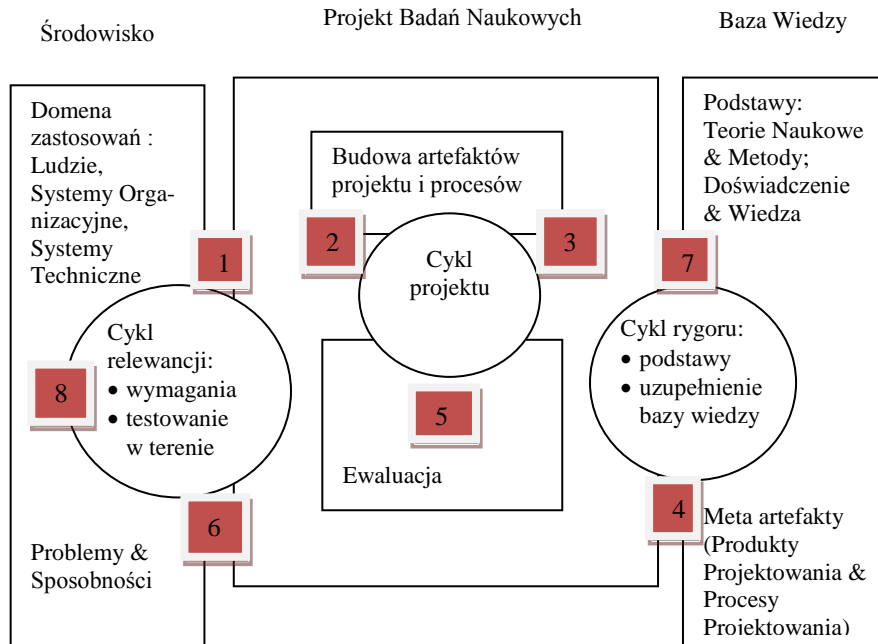 Środowisko
Projekt Badań Naukowych
Baza Wiedzy
Domena
zastosowań :
Ludzie,
Systemy Orga-
nizacyjne,
Systemy
Techniczne
1
Cykl
relewancji:
• wymagania
• testowanie
w terenie
8
6
Problemy &
Sposobności
Budowa artefaktów
projektu i procesów
2
3
Cykl
projektu
5
Ewaluacja
Podstawy:
Teorie Naukowe
& Metody;
Doświadczenie
& Wiedza
7
Cykl rygoru:
• podstawy
• uzupełnienie
bazy wiedzy
4
Meta artefakty
(Produkty
Projektowania &
Procesy
Projektowania)